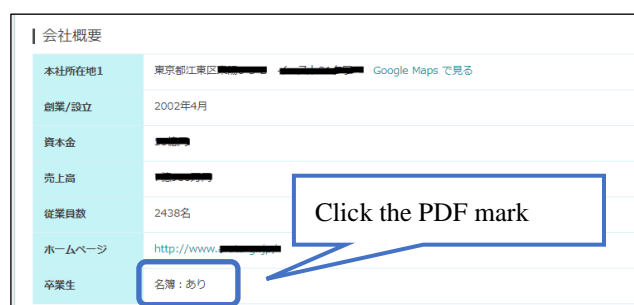 会社概要
本社所在地1 東京都江東区 Google Maps で見る
創業/設立 2002年4月
資本金
売上高
従業員数 2438名
Click the PDF mark
ホームページ http://www.
卒業生 名簿：あり